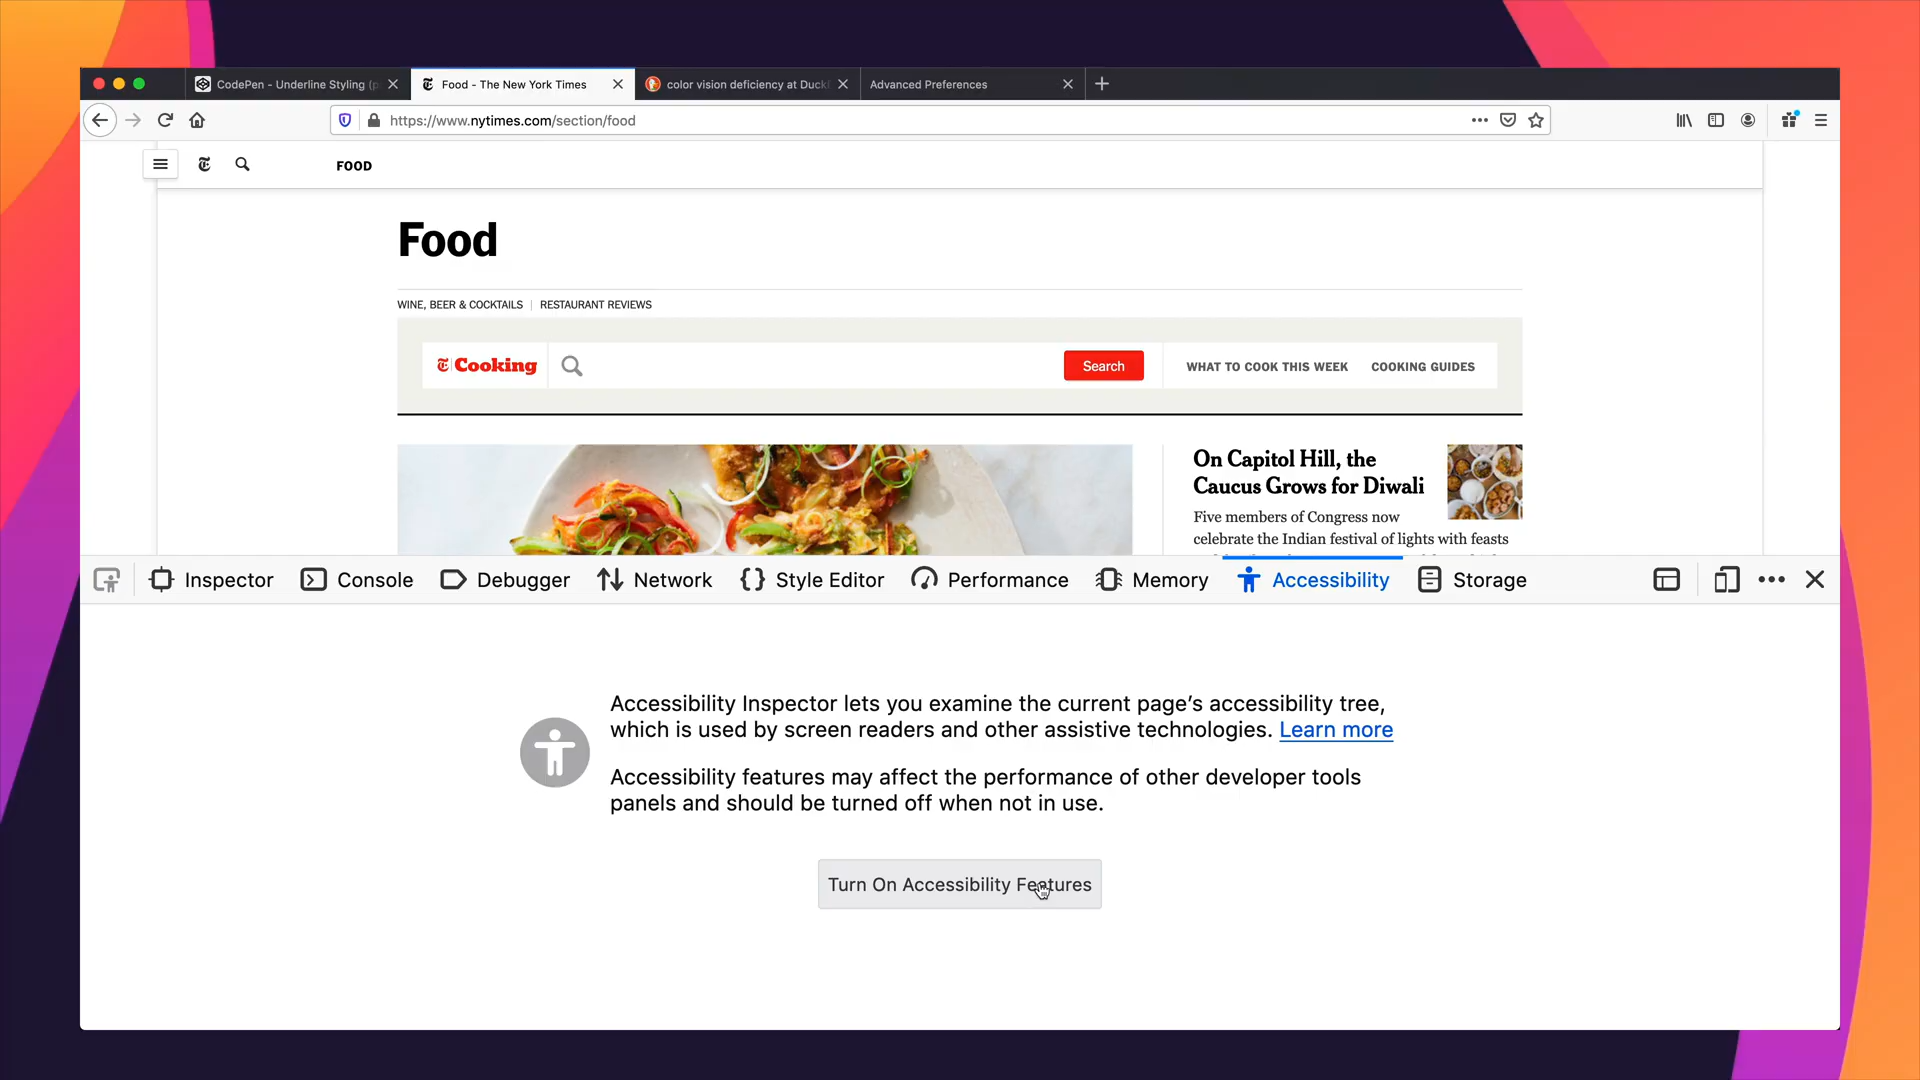 CodePen - Underline Styling (p
Food - The New York Times
color vision deficiency at Duck
Advanced Preferences
https://www.nytimes.com/section/food
FOOD
Food
WINE, BEER & COCKTAILS
RESTAURANT REVIEWS
Cooking
Search
WHAT TO COOK THIS WEEK
COOKING GUIDES
On Capitol Hill, the
Caucus Grows for Diwali
Five members of Congress now
celebrate the Indian festival of lights with feasts
Inspector
Console
Debugger
Network
Style Editor
Performance
Memory
Accessibility
Storage
Accessibility Inspector lets you examine the current page’s accessibility tree,
which is used by screen readers and other assistive technologies. Learn more
Accessibility features may affect the performance of other developer tools
panels and should be turned off when not in use.
Turn On Accessibility Features